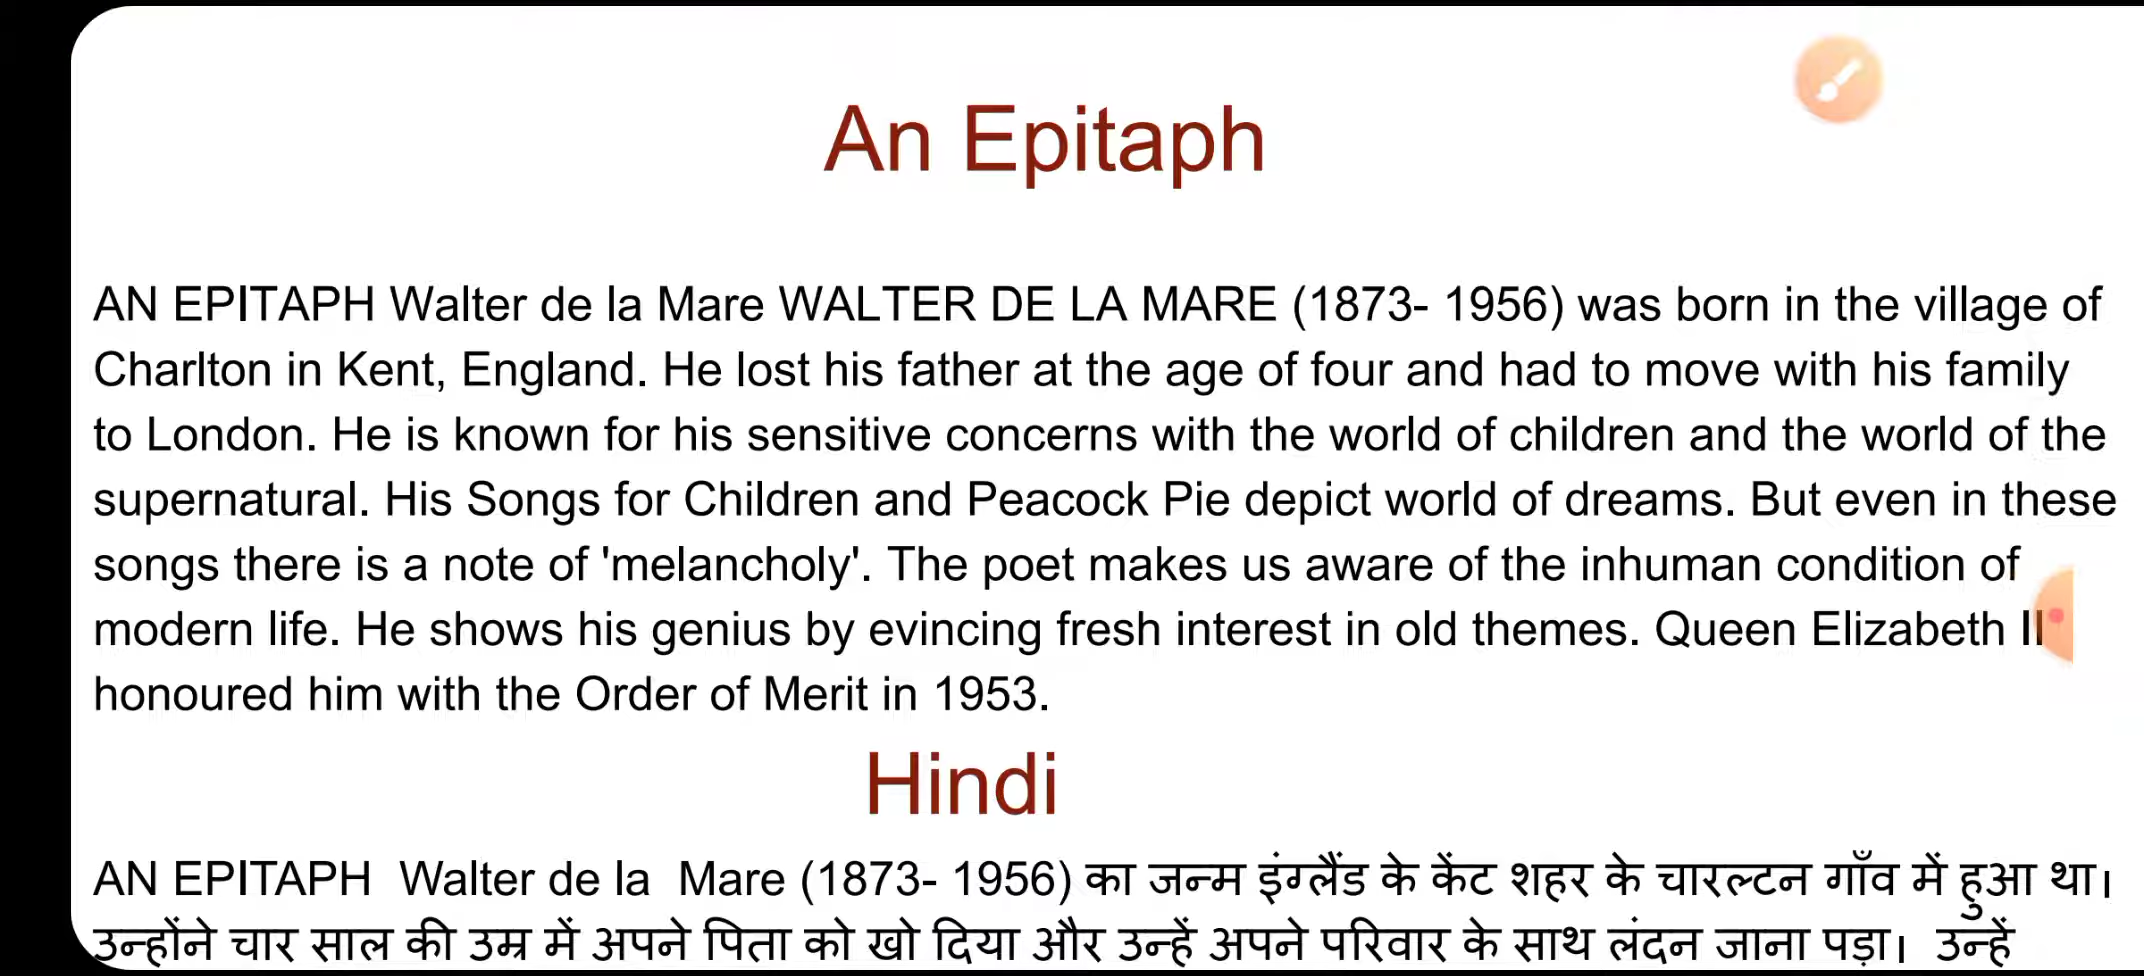 An Epitaph
AN EPITAPH Walter de la Mare WALTER DE LA MARE (1873- 1956) was born in the village of
Charlton in Kent, England. He lost his father at the age of four and had to move with his family
to London. He is known for his sensitive concerns with the world of children and the world of the
supernatural. His Songs for Children and Peacock Pie depict world of dreams. But even in these
songs there is a note of 'melancholy'. The poet makes us aware of the inhuman condition of
modern life. He shows his genius by evincing fresh interest in old themes. Queen Elizabeth II
honoured him with the Order of Merit in 1953.
Hindi
AN EPITAPH Walter de la Mare (1873- 1956) का जन्म इंग्लैंड के केंट शहर के चारल्टन गाँव में हुआ था।
उन्होंने चार साल की उम्र में अपने पिता को खो दिया और उन्हें अपने परिवार के साथ लंदन जाना पड़ा। उन्हें